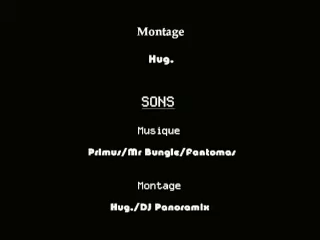 Montage
Hug.
SONS
Musique
Primus/Mr Bungle/Fantomas
Montage
Hug./DJ Panoramix